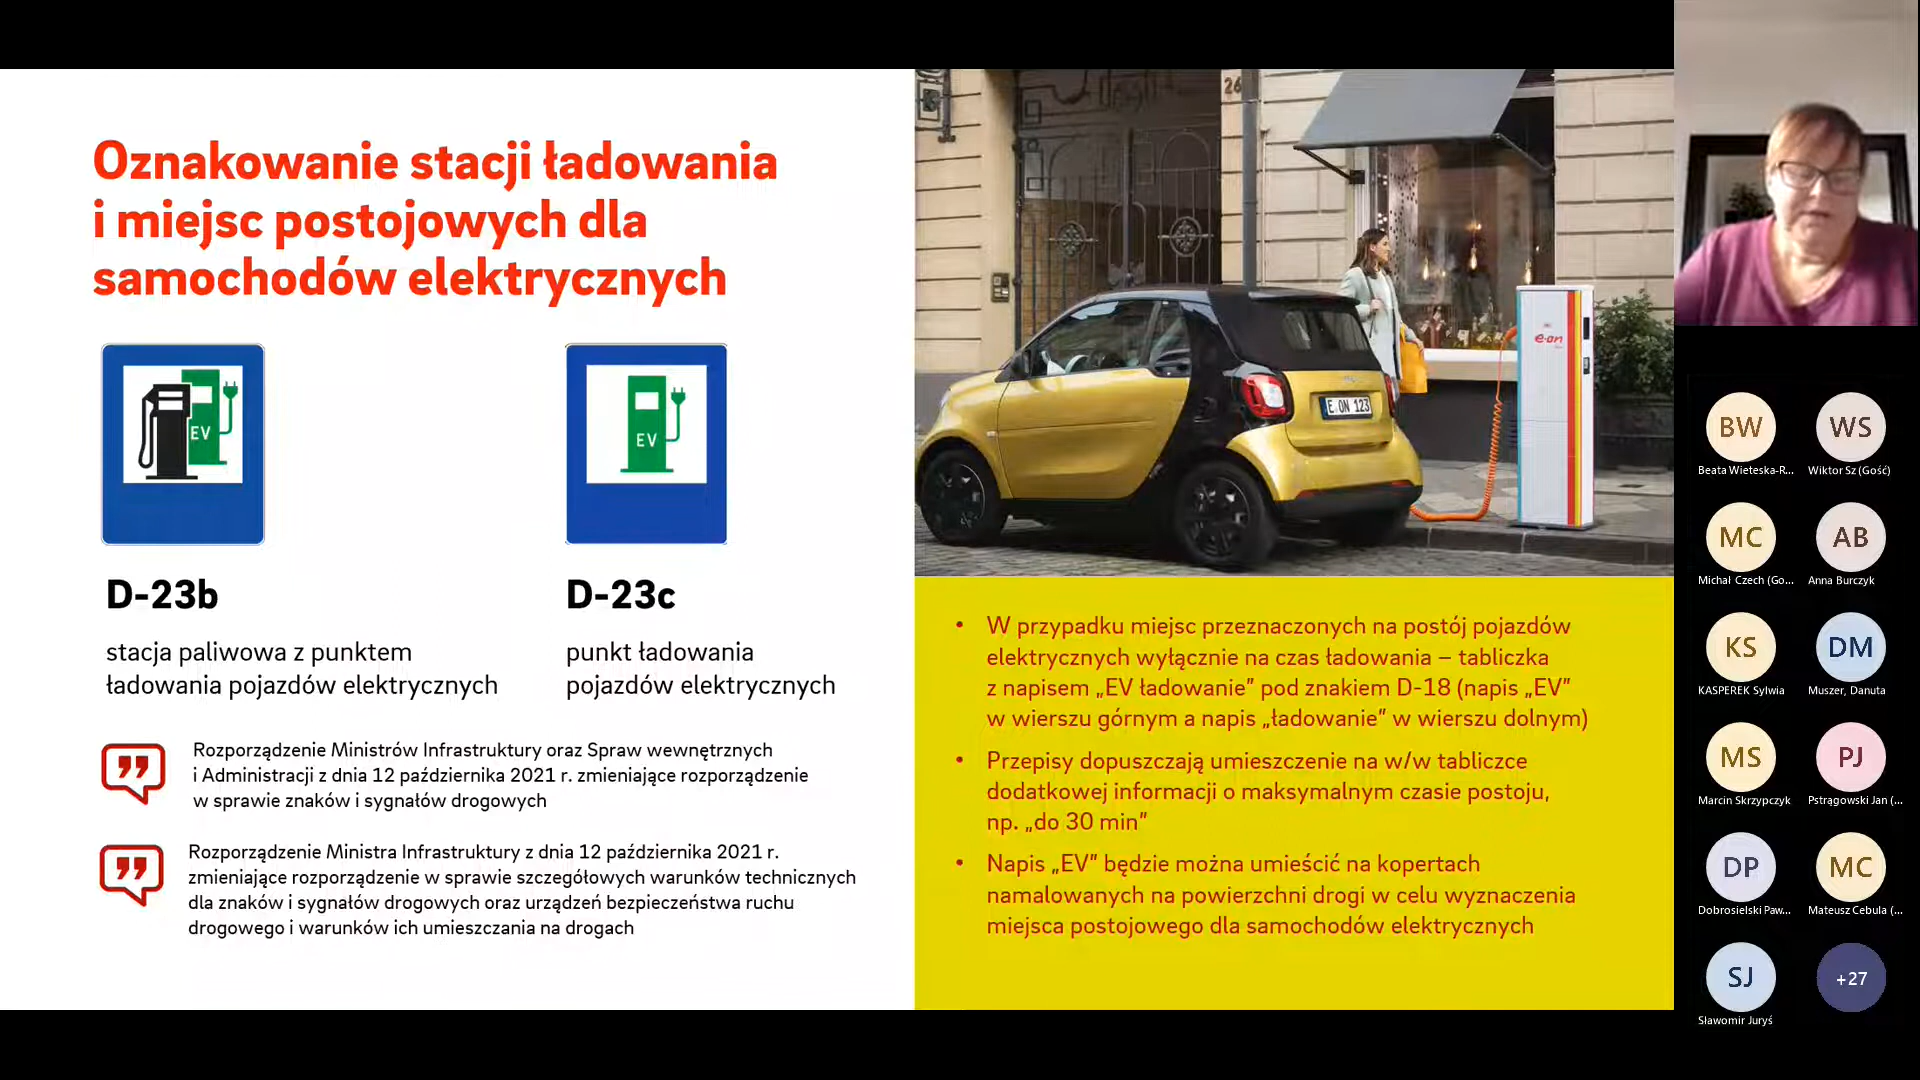 Oznakowanie stacji ładowania
i miejsc postojowych dla
samochodów elektrycznych
EV
EV
D-23b
stacja paliwowa z punktem
ładowania pojazdów elektrycznych
D-23c
punkt ładowania
pojazdów elektrycznych
Rozporządzenie Ministrów Infrastruktury oraz Spraw wewnętrznych
i Administracji z dnia 12 października 2021 r. zmieniające rozporządzenie
w sprawie znaków i sygnałów drogowych
Rozporządzenie Ministra Infrastruktury z dnia 12 października 2021 r.
zmieniające rozporządzenie w sprawie szczegółowych warunków technicznych
dla znaków i sygnałów drogowych oraz urządzeń bezpieczeństwa ruchu
drogowego i warunków ich umieszczania na drogach
26
e·on
E·ON 123
• W przypadku miejsc przeznaczonych na postój pojazdów
elektrycznych wyłącznie na czas ładowania – tabliczka
z napisem „EV ładowanie” pod znakiem D-18 (napis „EV”
w wierszu górnym a napis „ładowanie” w wierszu dolnym)
• Przepisy dopuszczają umieszczenie na w/w tabliczce
dodatkowej informacji o maksymalnym czasie postoju,
np. „do 30 min”
• Napis „EV” będzie można umieścić na kopertach
namalowanych na powierzchni drogi w celu wyznaczenia
miejsca postojowego dla samochodów elektrycznych
BW
Beata Wieteska-R...
WS
Wiktor Sz (Gość)
MC
Michał Czech (Go...
AB
Anna Burczyk
KS
KASPEREK Sylwia
DM
Muszer, Danuta
MS
Marcin Skrzypczyk
PJ
Pstrągowski Jan (...
DP
Dobrosielski Paw...
MC
Mateusz Cebula (...
SJ
Sławomir Juryś
+27